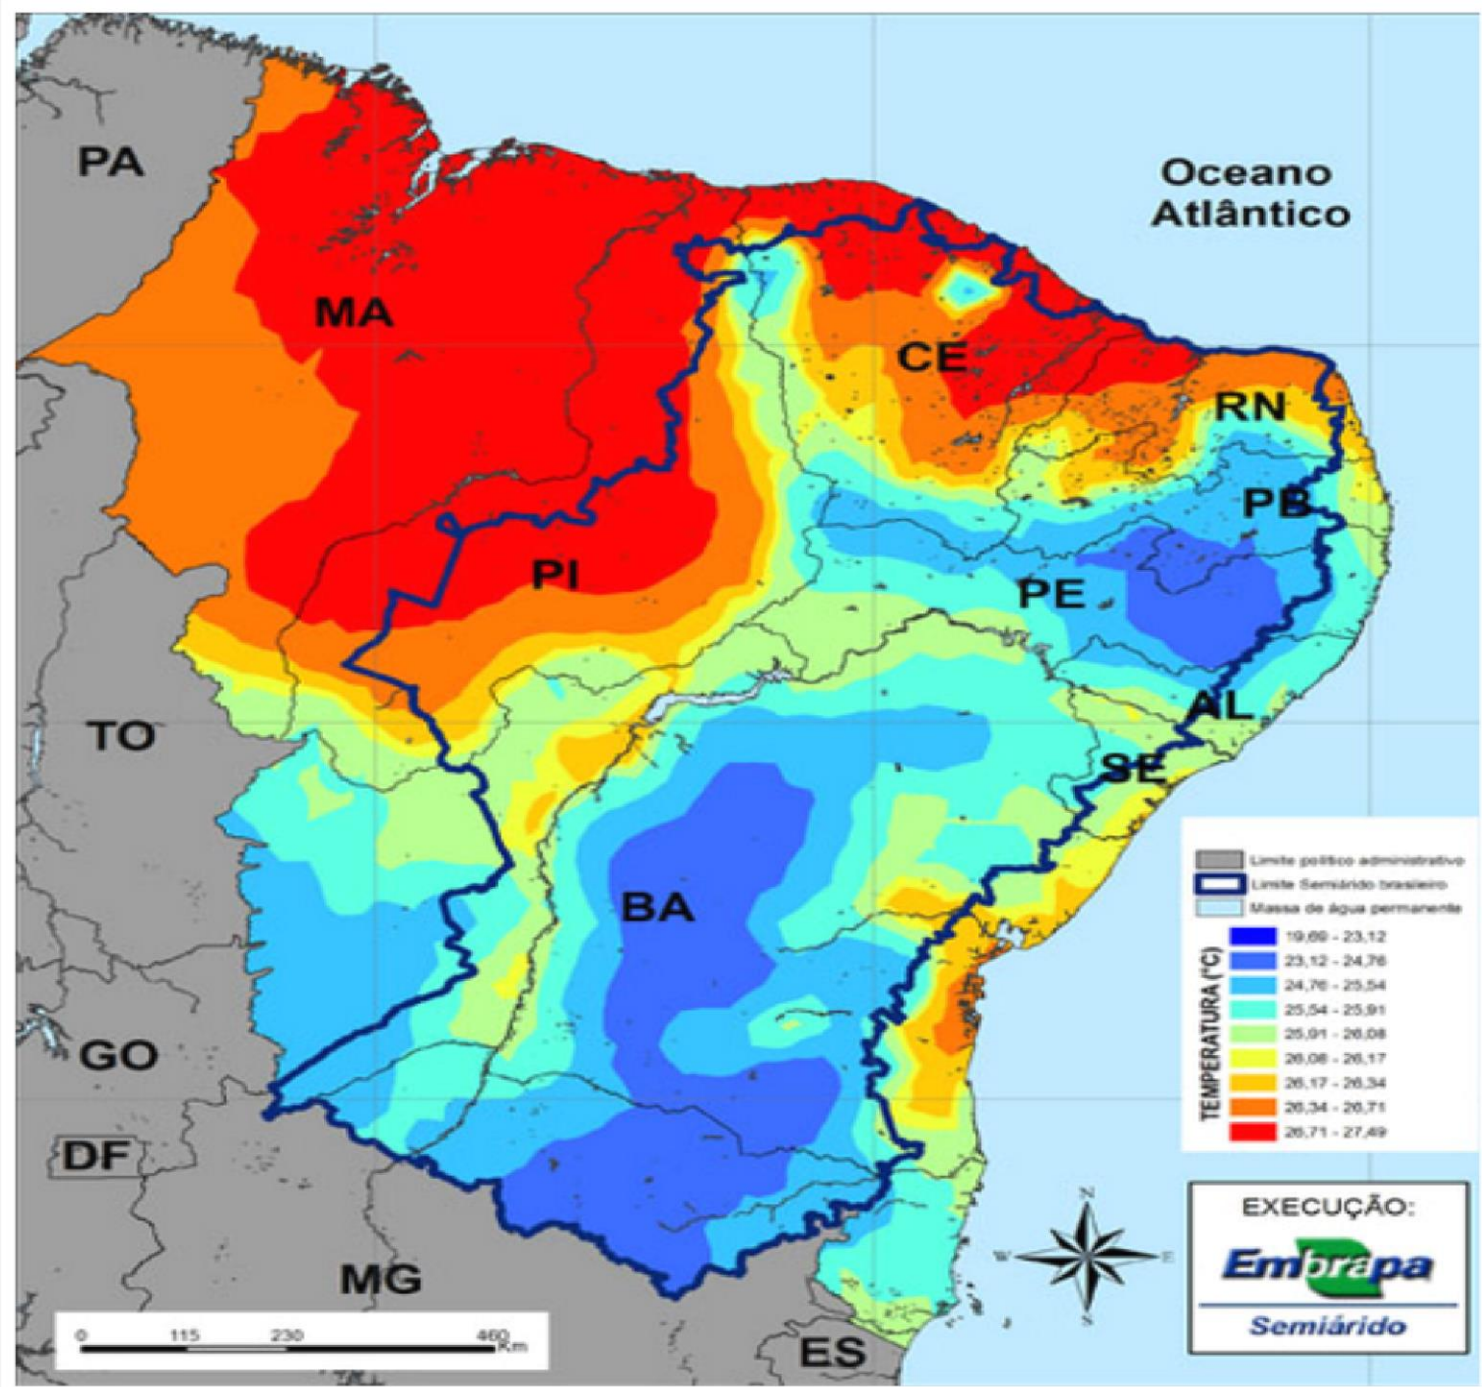 PA
Oceano
Atlântico
MA
CE
RN
PB
PI
PE
AL
TO
SE
BA
GO
DF
MG
ES
Limite político administrativo
Limite Semiárido brasileiro
Massa de água permanente
TEMPERATURA (°C)
19,69 - 23,12
23,12 - 24,76
24,76 - 25,54
25,54 - 25,91
25,91 - 26,08
26,08 - 26,17
26,17 - 26,34
26,34 - 26,71
26,71 - 27,49
N
W
E
S
0 115 230 460
Km
EXECUÇÃO:
Embrapa
Semiárido